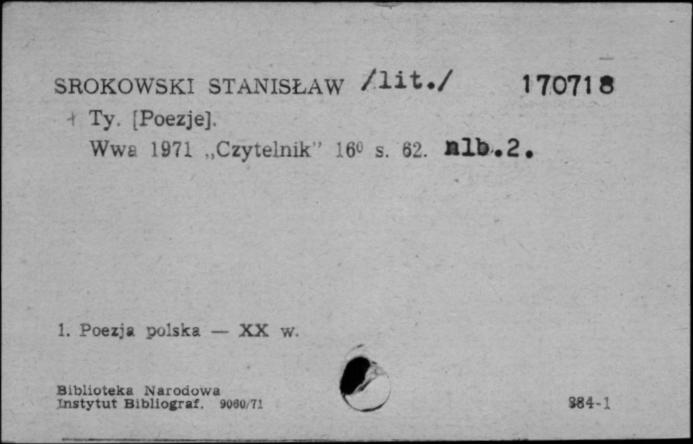 SROKOWSKI STANISŁAW /lit./ 170718
Ty. [Poezje].
Wwa 1971 „Czytelnik” 16⁰ s. 62. nlb.2.
1. Poezja polska — XX w.
Biblioteka Narodowa
Instytut Bibliograf. 9060/71 884-1